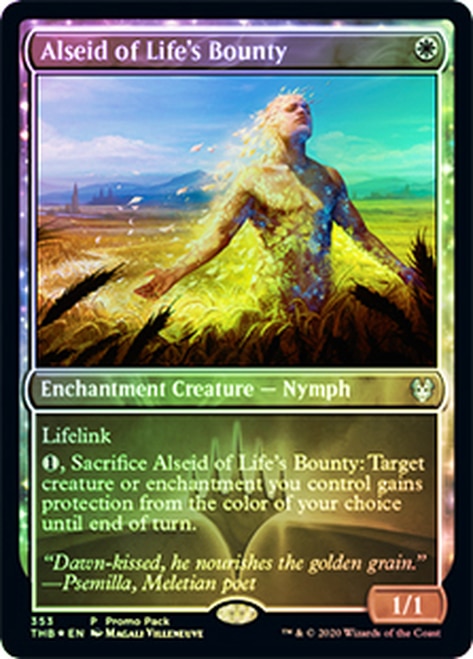 Alseid of Life's Bounty
Enchantment Creature — Nymph
Lifelink
①, Sacrifice Alseid of Life's Bounty: Target
creature or enchantment you control gains
protection from the color of your choice
until end of turn.
"Dawn-kissed, he nourishes the golden grain."
—Psemilla, Meletian poet
1/1
353 P Promo Pack
THB ★ EN Magali Villeneuve
™ & © 2020 Wizards of the Coast